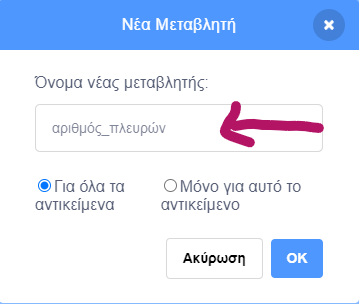 Νέα Μεταβλητή
Όνομα νέας μεταβλητής:
αριθμός_πλευρών
Για όλα τα αντικείμενα
Μόνο για αυτό το αντικείμενο
Ακύρωση
OK